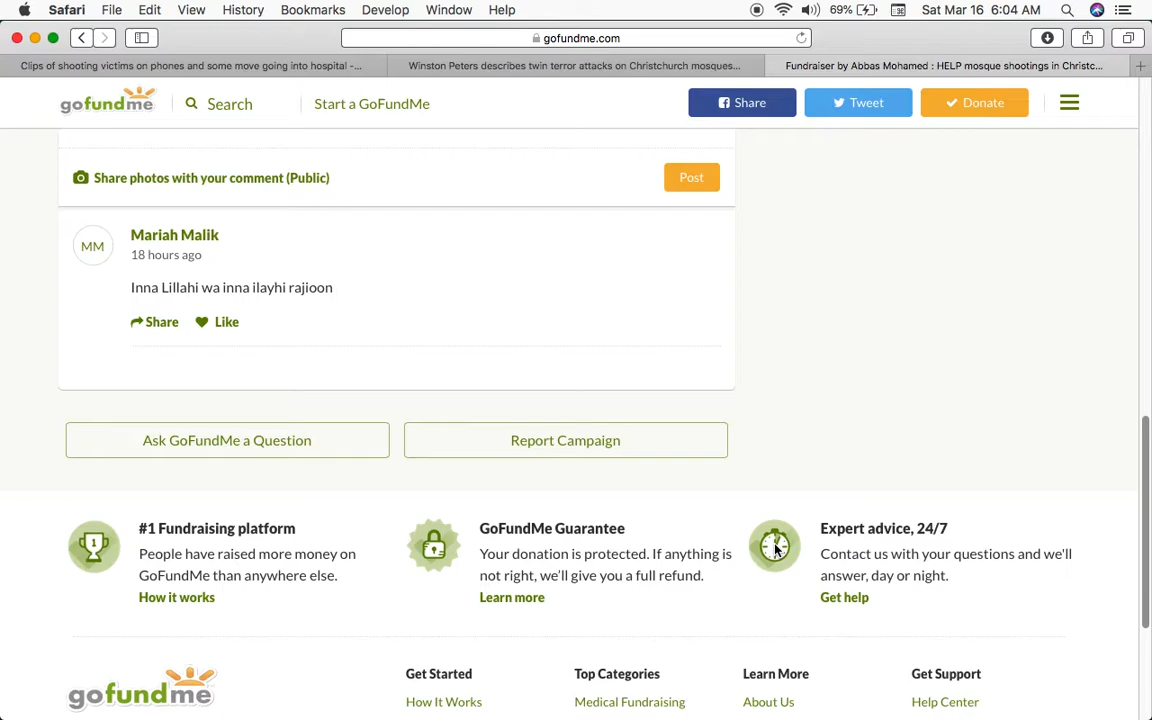 Safari File Edit View History Bookmarks Develop Window Help 69% Sat Mar 16 6:04 AM
gofundme.com
Clips of shooting victims on phones and some move going into hospital -...
Winston Peters describes twin terror attacks on Christchurch mosques...
Fundraiser by Abbas Mohamed : HELP mosque shootings in Christc...
gofundme Search Start a GoFundMe Share Tweet Donate
Share photos with your comment (Public) Post
MM
Mariah Malik
18 hours ago
Inna Lillahi wa inna ilayhi rajioon
Share Like
Ask GoFundMe a Question
Report Campaign
1
#1 Fundraising platform
People have raised more money on
GoFundMe than anywhere else.
How it works
GoFundMe Guarantee
Your donation is protected. If anything is
not right, we'll give you a full refund.
Learn more
Expert advice, 24/7
Contact us with your questions and we'll
answer, day or night.
Get help
gofundme
Get Started
How It Works
Top Categories
Medical Fundraising
Learn More
About Us
Get Support
Help Center